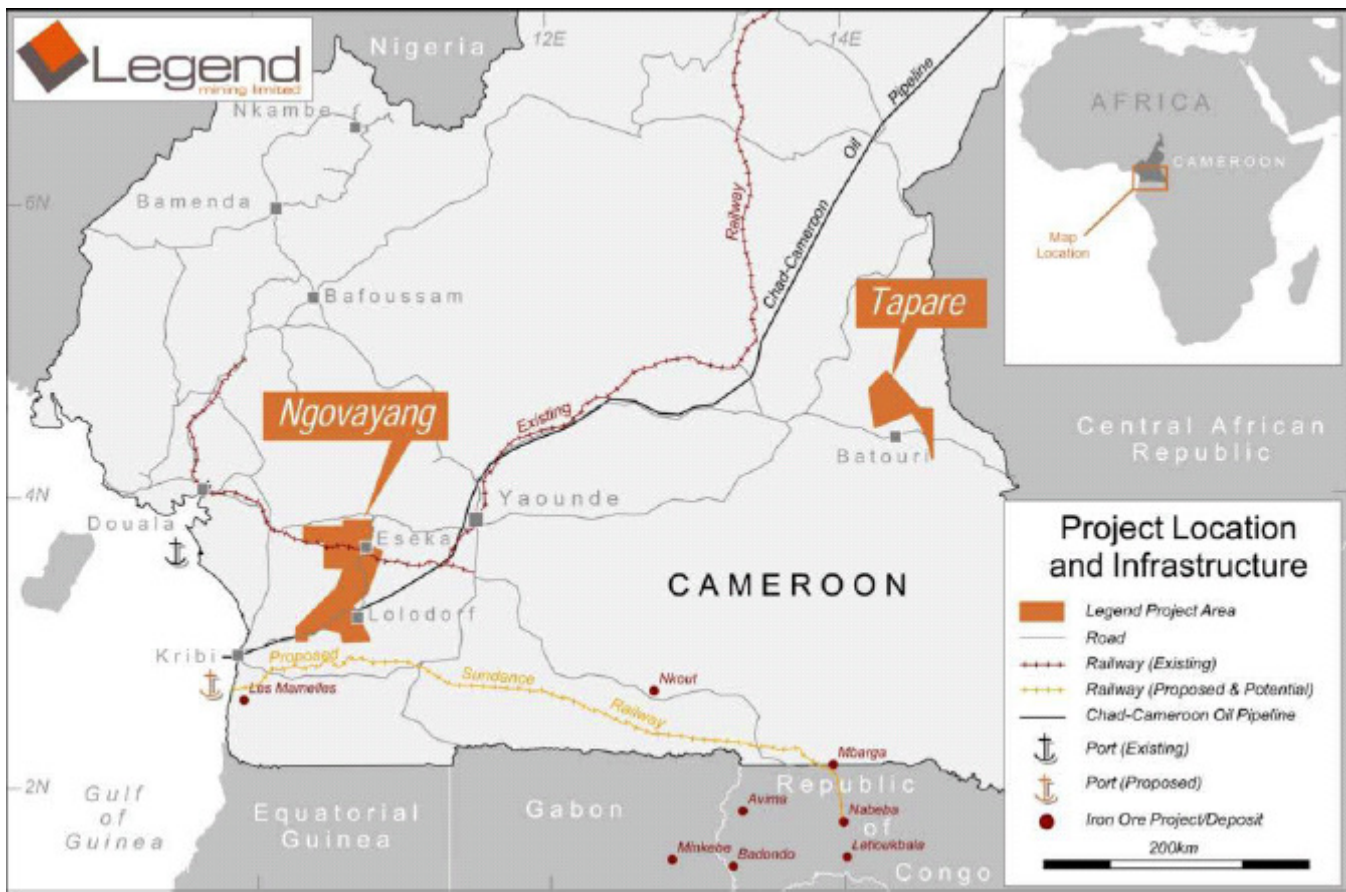 Legend
mining limited
Nigeria
12E
14E
Nkambe
Bamenda
6N
Bafoussam
Railway
Chad-Cameroon
Oil
Pipeline
AFRICA
CAMEROON
Map
Location
Tapare
Ngovayang
Existing
Batouri
Central African
Republic
4N
Yaounde
Douala
Eseka
CAMEROON
Lolodorf
Kribi
Proposed
Sundance
Railway
Les Mamelles
Nkout
Mbarga
2N
Gulf
of
Guinea
Equatorial
Guinea
Gabon
Republic
of
Congo
Avima
Nabeba
Minkebe
Badondo
Latioukbala
Project Location
and Infrastructure
Legend Project Area
Road
Railway (Existing)
Railway (Proposed & Potential)
Chad-Cameroon Oil Pipeline
Port (Existing)
Port (Proposed)
Iron Ore Project/Deposit
200km